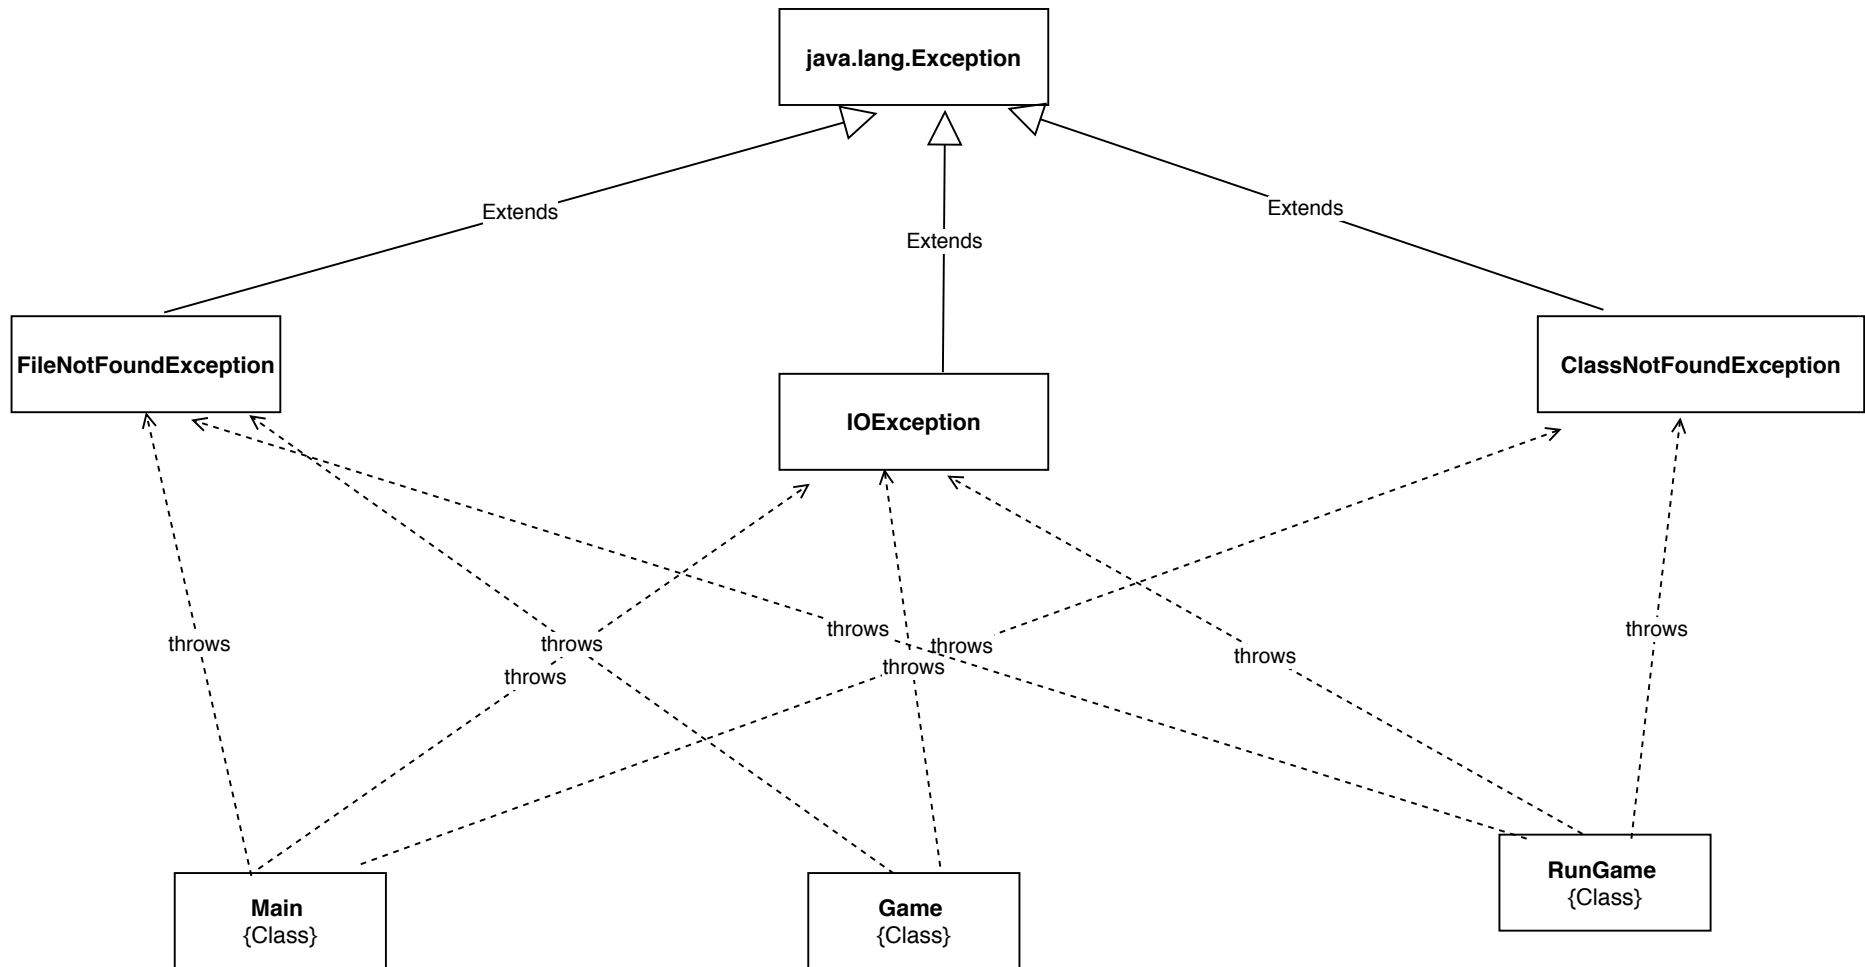 java.lang.Exception
Extends
Extends
Extends
FileNotFoundException
IOException
ClassNotFoundException
throws
throws
throws
throws
throws
throws
throws
throws
Main
{Class}
Game
{Class}
RunGame
{Class}